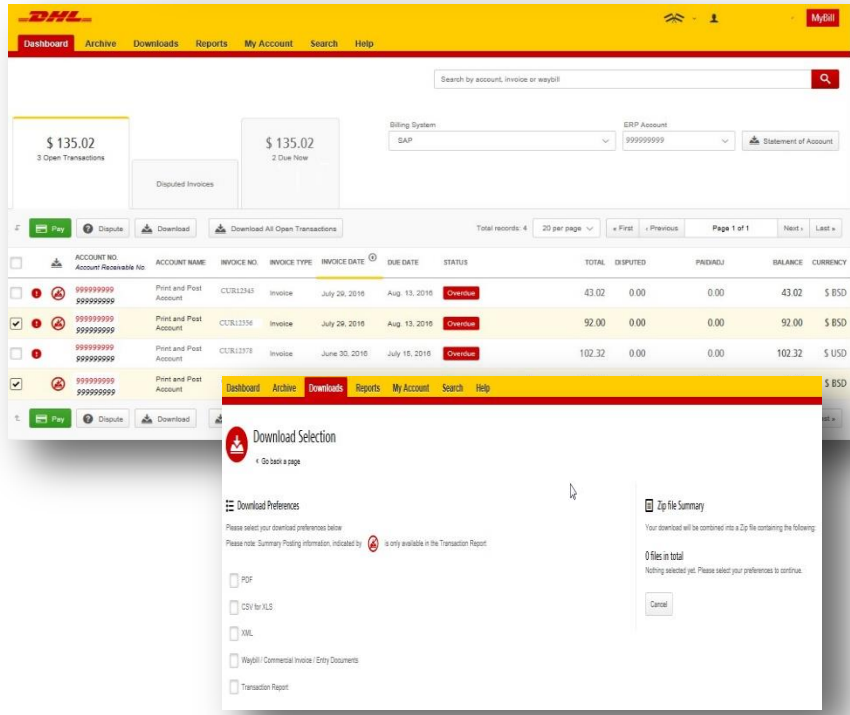 DHL
MyBill
Dashboard Archive Downloads Reports My Account Search Help
Search by account, invoice or waybill
$ 135.02
3 Open Transactions
Disputed Invoices
$ 135.02
2 Due Now
Billing System
SAP
ERP Account
999999999
Statement of Account
Pay Dispute Download Download All Open Transactions Total records: 4 20 per page « First ‹ Previous Page 1 of 1 Next › Last »
ACCOUNT NO. ACCOUNT NAME INVOICE NO. INVOICE TYPE INVOICE DATE DUE DATE STATUS TOTAL DISPUTED PAID/ADJ BALANCE CURRENCY
Account Receivable No
999999999 Print and Post Account CUR12345 Invoice July 29, 2016 Aug. 13, 2016 Overdue 43.02 0.00 0.00 43.02 $ BSD
999999999
999999999 Print and Post Account CUR12356 Invoice July 29, 2016 Aug. 13, 2016 Overdue 92.00 0.00 0.00 92.00 $ BSD
999999999
999999999 Print and Post Account CUR12378 Invoice June 30, 2016 July 15, 2016 Overdue 102.32 0.00 0.00 102.32 $ USD
999999999
999999999 Print and Post Account $ BSD
999999999
Pay Dispute Download
Dashboard Archive Downloads Reports My Account Search Help
Download Selection
‹ Go back a page
Download Preferences
Please select your download preferences below
Please note: Summary Posting information, indicated by is only available in the Transaction Report
PDF
CSV for XLS
XML
Waybill / Commercial Invoice / Entry Documents
Transaction Report
Zip file Summary
Your download will be combined into a Zip file containing the following:
0 files in total
Nothing selected yet. Please select your preferences to continue.
Cancel